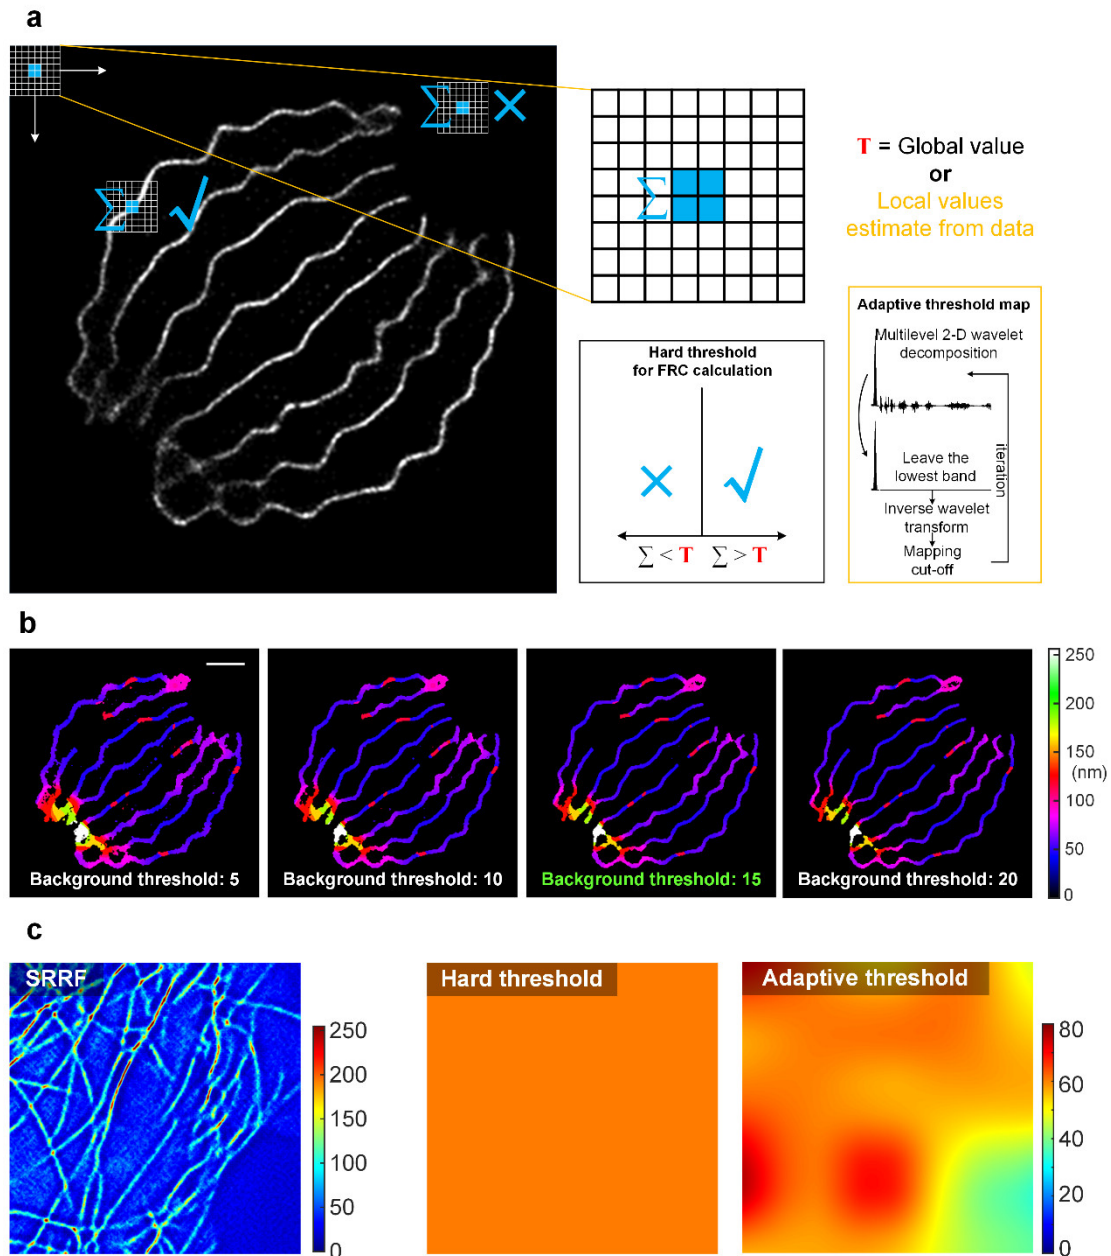 a
Σ
×
Σ
√
Σ
T = Global value
or
Local values
estimate from data
Hard threshold
for FRC calculation
×
√
Σ < T Σ > T
Adaptive threshold map
Multilevel 2-D wavelet
decomposition
Leave the
lowest band
iteration
Inverse wavelet
transform
Mapping
cut-off
b
Background threshold: 5
Background threshold: 10
Background threshold: 15
Background threshold: 20
250
200
150
(nm)
100
50
0
c
SRRF
250
200
150
100
50
0
Hard threshold
Adaptive threshold
80
60
40
20
0